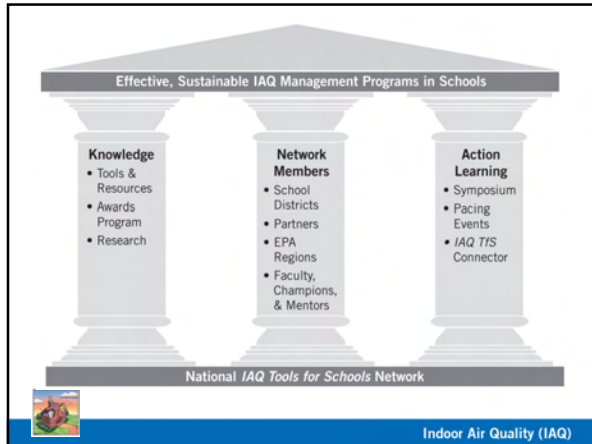 Effective, Sustainable IAQ Management Programs in Schools
Knowledge
• Tools &
Resources
• Awards
Program
• Research
Network
Members
• School
Districts
• Partners
• EPA
Regions
• Faculty,
Champions,
& Mentors
Action
Learning
• Symposium
• Pacing
Events
• IAQ TfS
Connector
National IAQ Tools for Schools Network
Indoor Air Quality (IAQ)